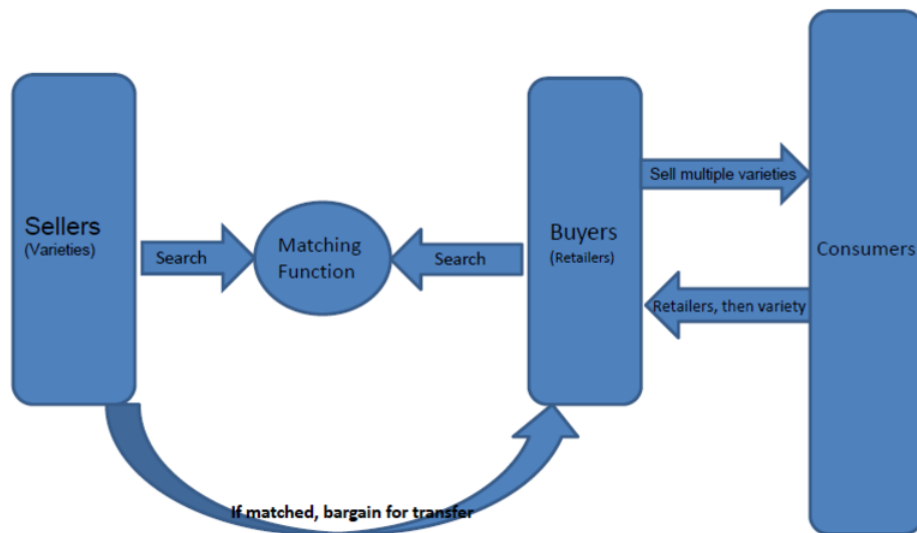 Sellers
(Varieties)
Search
Matching
Function
Search
Buyers
(Retailers)
Sell multiple varieties
Retailers, then variety
Consumers
If matched, bargain for transfer